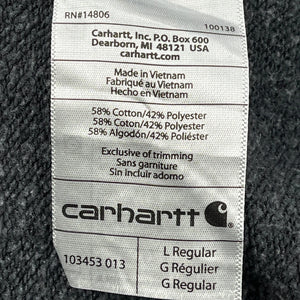 RN#14806
100138
Carhartt, Inc. P.O. Box 600
Dearborn, MI 48121 USA
carhartt.com
Made in Vietnam
Fabriqué au Vietnam
Hecho en Vietnam
58% Cotton/42% Polyester
58% Coton/42% Polyester
58% Algodón/42% Poliéster
Exclusive of trimming
Sans garniture
Sin incluir adorno
carhartt
103453 013
L Regular
G Régulier
G Regular